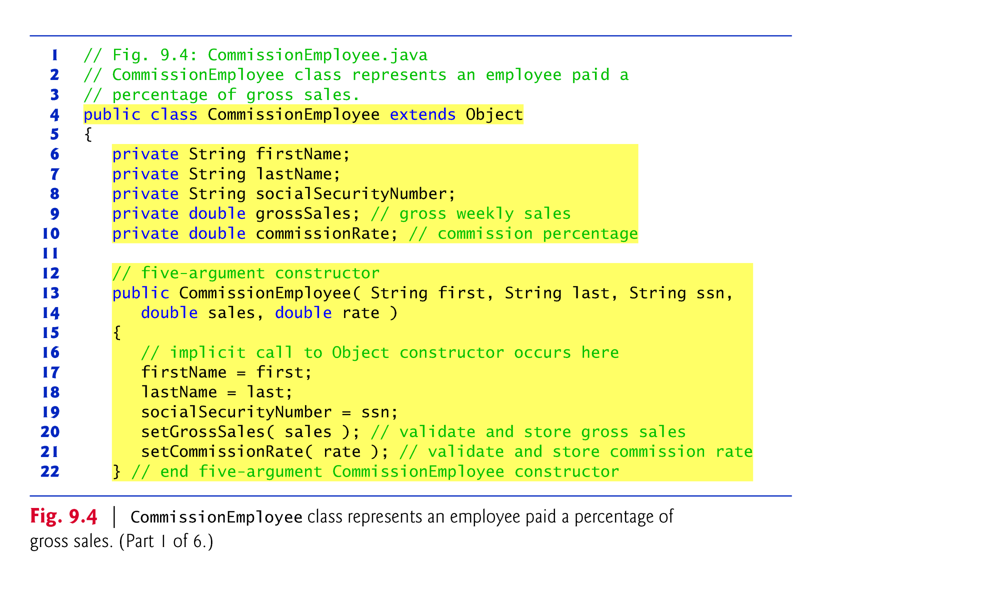 1 // Fig. 9.4: CommissionEmployee.java
2 // CommissionEmployee class represents an employee paid a
3 // percentage of gross sales.
4 public class CommissionEmployee extends Object
5 {
6 private String firstName;
7 private String lastName;
8 private String socialSecurityNumber;
9 private double grossSales; // gross weekly sales
10 private double commissionRate; // commission percentage
11
12 // five-argument constructor
13 public CommissionEmployee( String first, String last, String ssn,
14 double sales, double rate )
15 {
16 // implicit call to Object constructor occurs here
17 firstName = first;
18 lastName = last;
19 socialSecurityNumber = ssn;
20 setGrossSales( sales ); // validate and store gross sales
21 setCommissionRate( rate ); // validate and store commission rate
22 } // end five-argument CommissionEmployee constructor
Fig. 9.4 | CommissionEmployee class represents an employee paid a percentage of
gross sales. (Part 1 of 6.)